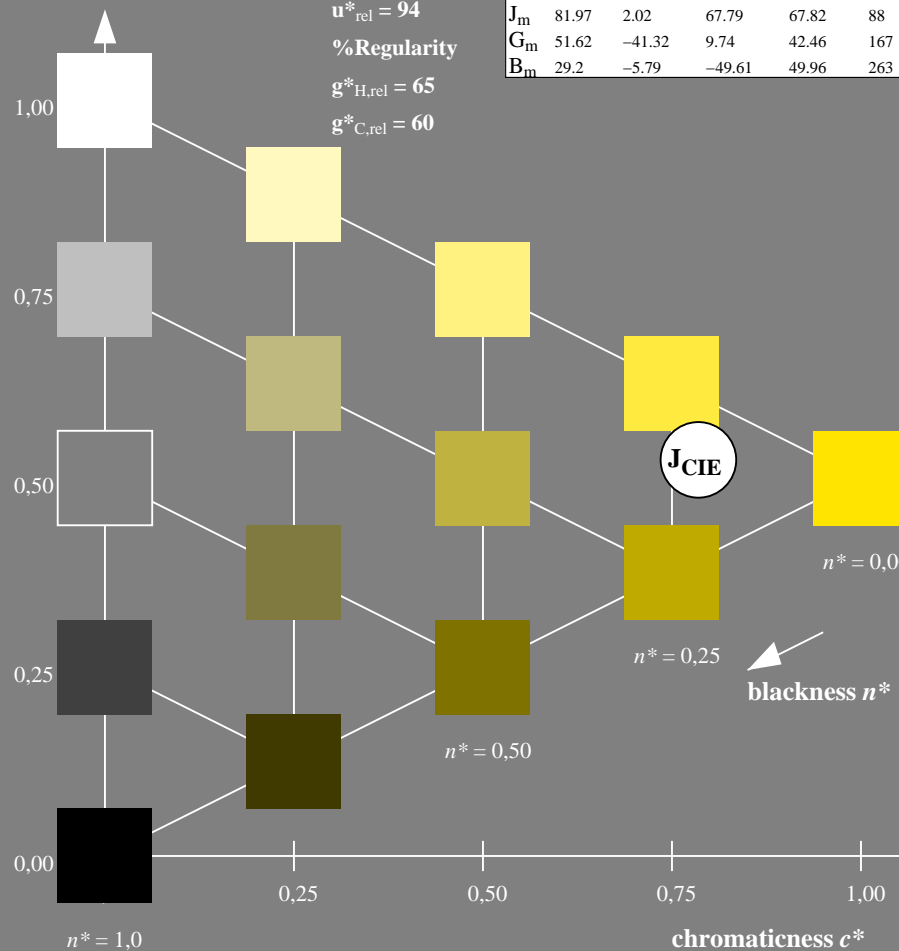 u*rel = 94
%Regularity
g*H,rel = 65
g*C,rel = 60
Jm 81.97 2.02 67.79 67.82 88
Gm 51.62 −41.32 9.74 42.46 167
Bm 29.2 −5.79 −49.61 49.96 263
1,00
0,75
0,50
0,25
0,00
JCIE
n* = 0,0
n* = 0,25
blackness n*
n* = 0,50
0,25 0,50 0,75 1,00
n* = 1,0
chromaticness c*